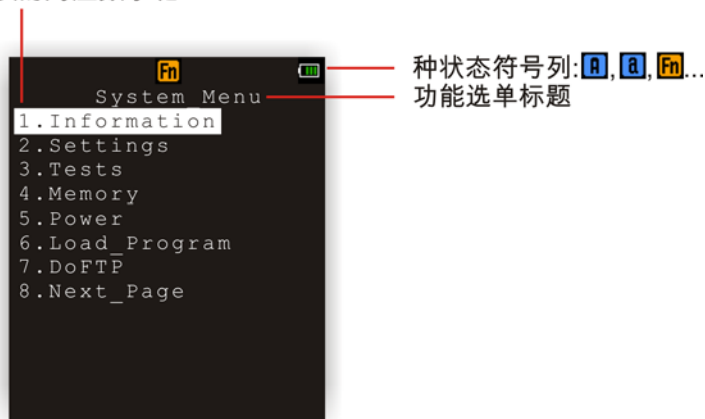 Fn
种状态符号列:A,a,Fn...
System_Menu
功能选单标题
1.Information
2.Settings
3.Tests
4.Memory
5.Power
6.Load_Program
7.DoFTP
8.Next_Page